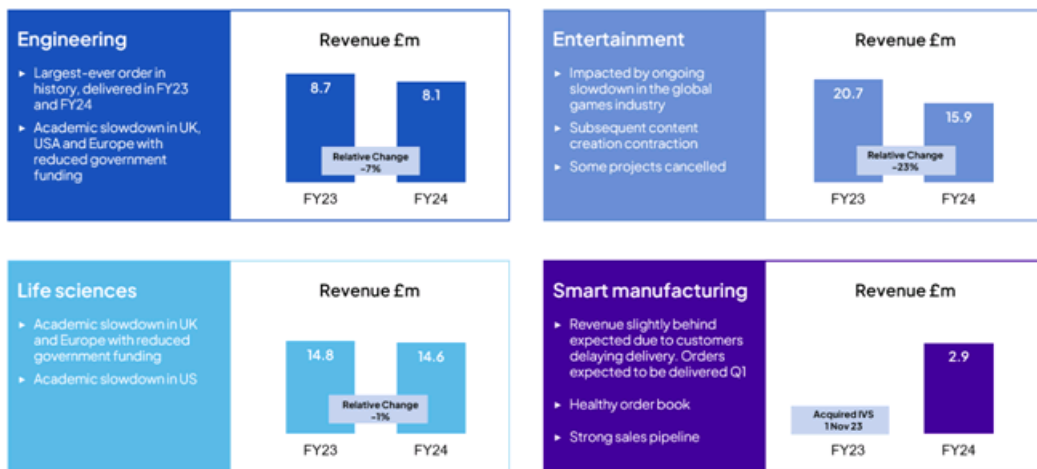 Engineering
► Largest-ever order in
history, delivered in FY23
and FY24
► Academic slowdown in UK,
USA and Europe with
reduced government
funding
Revenue £m
8.7
8.1
Relative Change
-7%
FY23
FY24
Entertainment
► Impacted by ongoing
slowdown in the global
games industry
► Subsequent content
creation contraction
► Some projects cancelled
Revenue £m
20.7
15.9
Relative Change
-23%
FY23
FY24
Life sciences
► Academic slowdown in UK
and Europe with reduced
government funding
► Academic slowdown in US
Revenue £m
14.8
14.6
Relative Change
-1%
FY23
FY24
Smart manufacturing
► Revenue slightly behind
expected due to customers
delaying delivery. Orders
expected to be delivered Q1
► Healthy order book
► Strong sales pipeline
Revenue £m
2.9
Acquired IVS
1 Nov 23
FY23
FY24